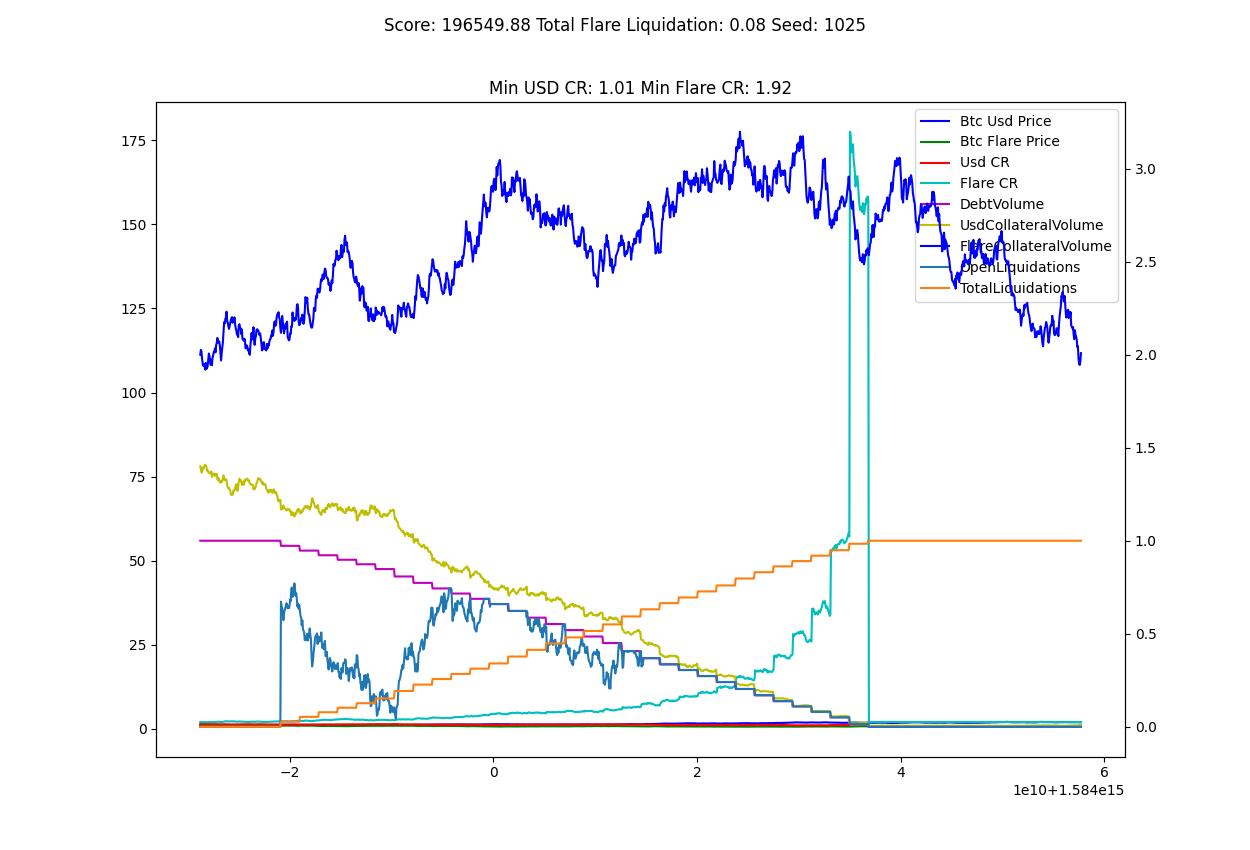 Score: 196549.88 Total Flare Liquidation: 0.08 Seed: 1025
Min USD CR: 1.01 Min Flare CR: 1.92
175
150
125
100
75
50
25
0
3.0
2.5
2.0
1.5
1.0
0.5
0.0
Btc Usd Price
Btc Flare Price
Usd CR
Flare CR
DebtVolume
UsdCollateralVolume
FlareCollateralVolume
OpenLiquidations
TotalLiquidations
−2 0 2 4 6
1e10+1.584e15